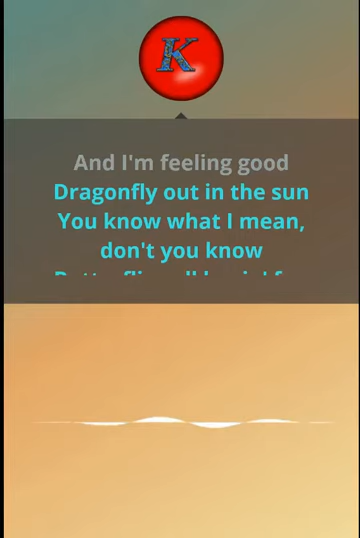 K
And I'm feeling good
Dragonfly out in the sun
You know what I mean,
don't you know